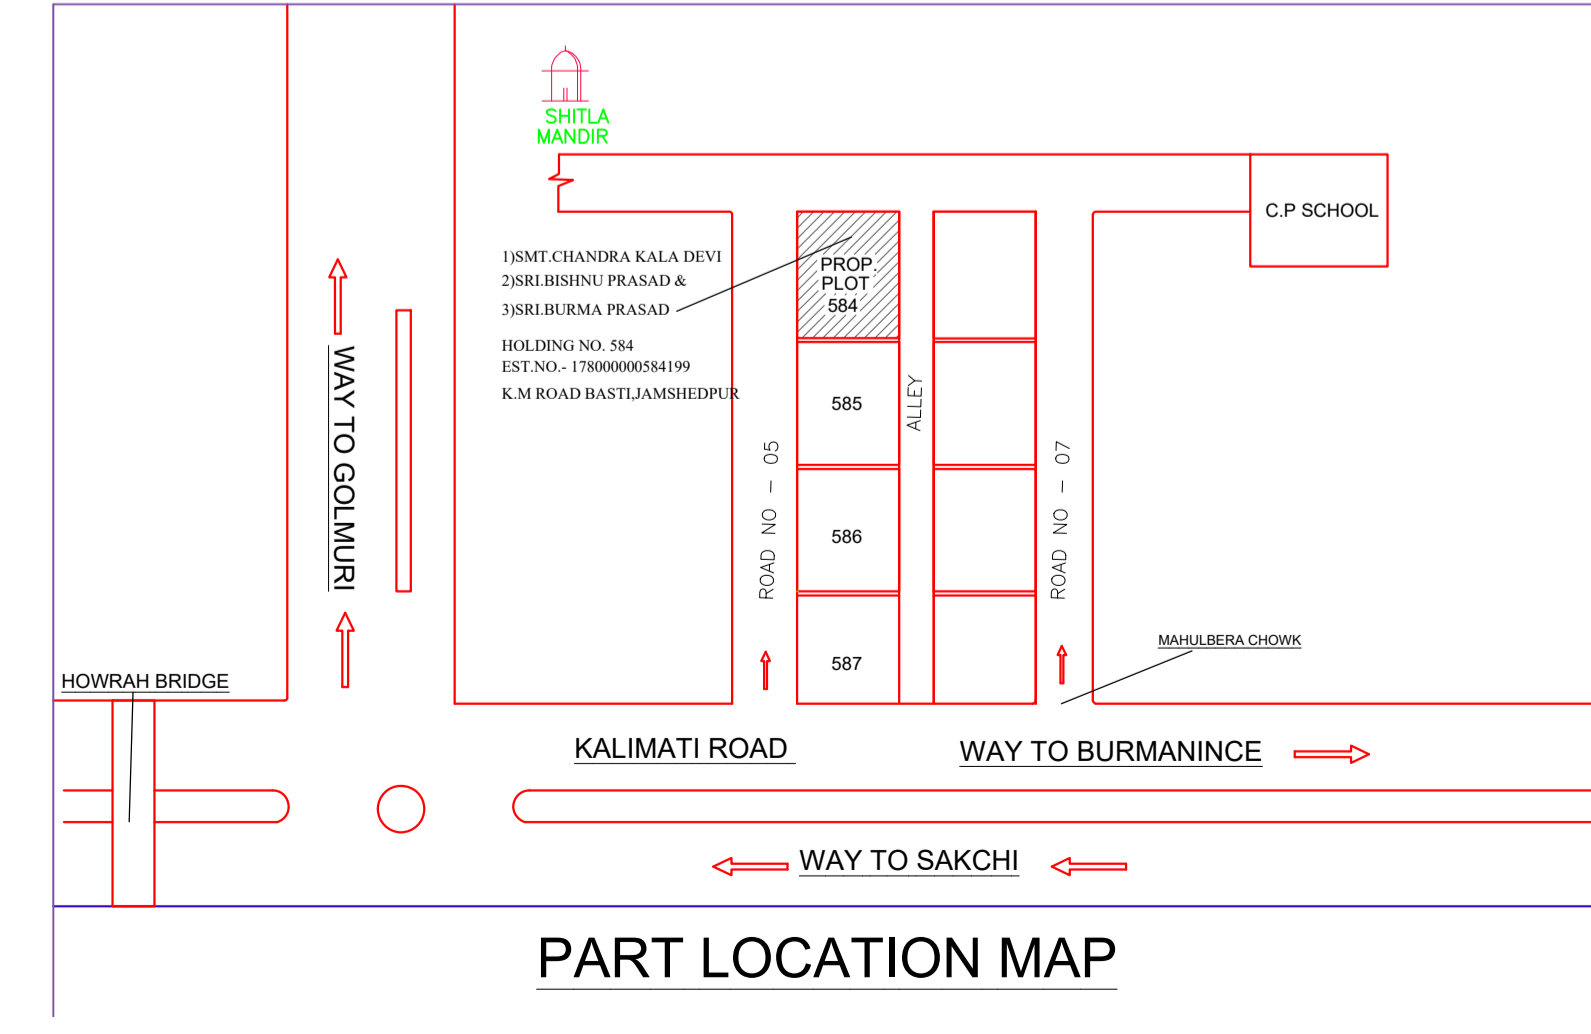 SHITLA
MANDIR
C.P SCHOOL
1)SMT.CHANDRA KALA DEVI
2)SRI.BISHNU PRASAD &
3)SRI.BURMA PRASAD
HOLDING NO. 584
EST.NO.- 178000000584199
K.M ROAD BASTI,JAMSHEDPUR
PROP.
PLOT
584
585
586
587
ALLEY
ROAD NO - 05
ROAD NO - 07
WAY TO GOLMURI
MAHULBERA CHOWK
HOWRAH BRIDGE
KALIMATI ROAD
WAY TO BURMANINCE
WAY TO SAKCHI
PART LOCATION MAP